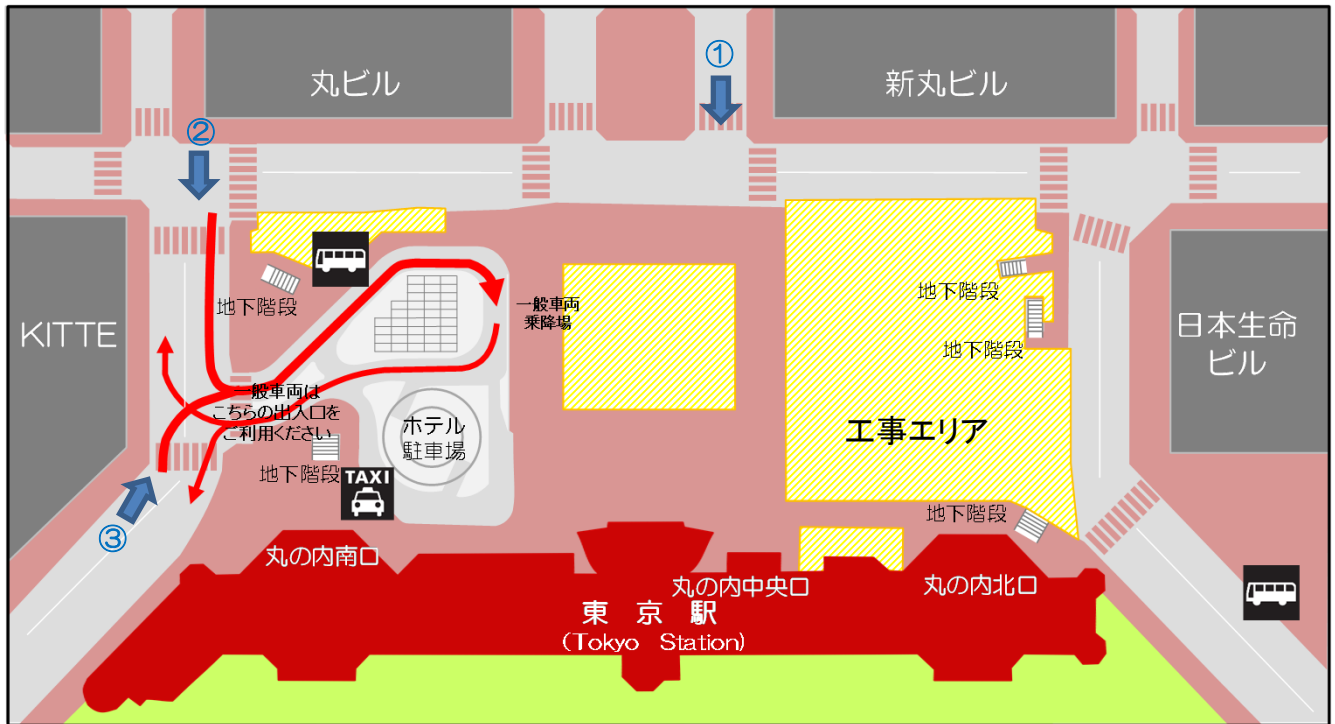 ①
丸ビル
新丸ビル
②
地下階段
一般車両
乗降場
地下階段
地下階段
KITTE
日本生命
ビル
一般車両は
こちらの出入口を
ご利用ください
ホテル
駐車場
工事エリア
地下階段
TAXI
地下階段
③
丸の内南口
丸の内中央口
丸の内北口
東 京 駅
(Tokyo Station)